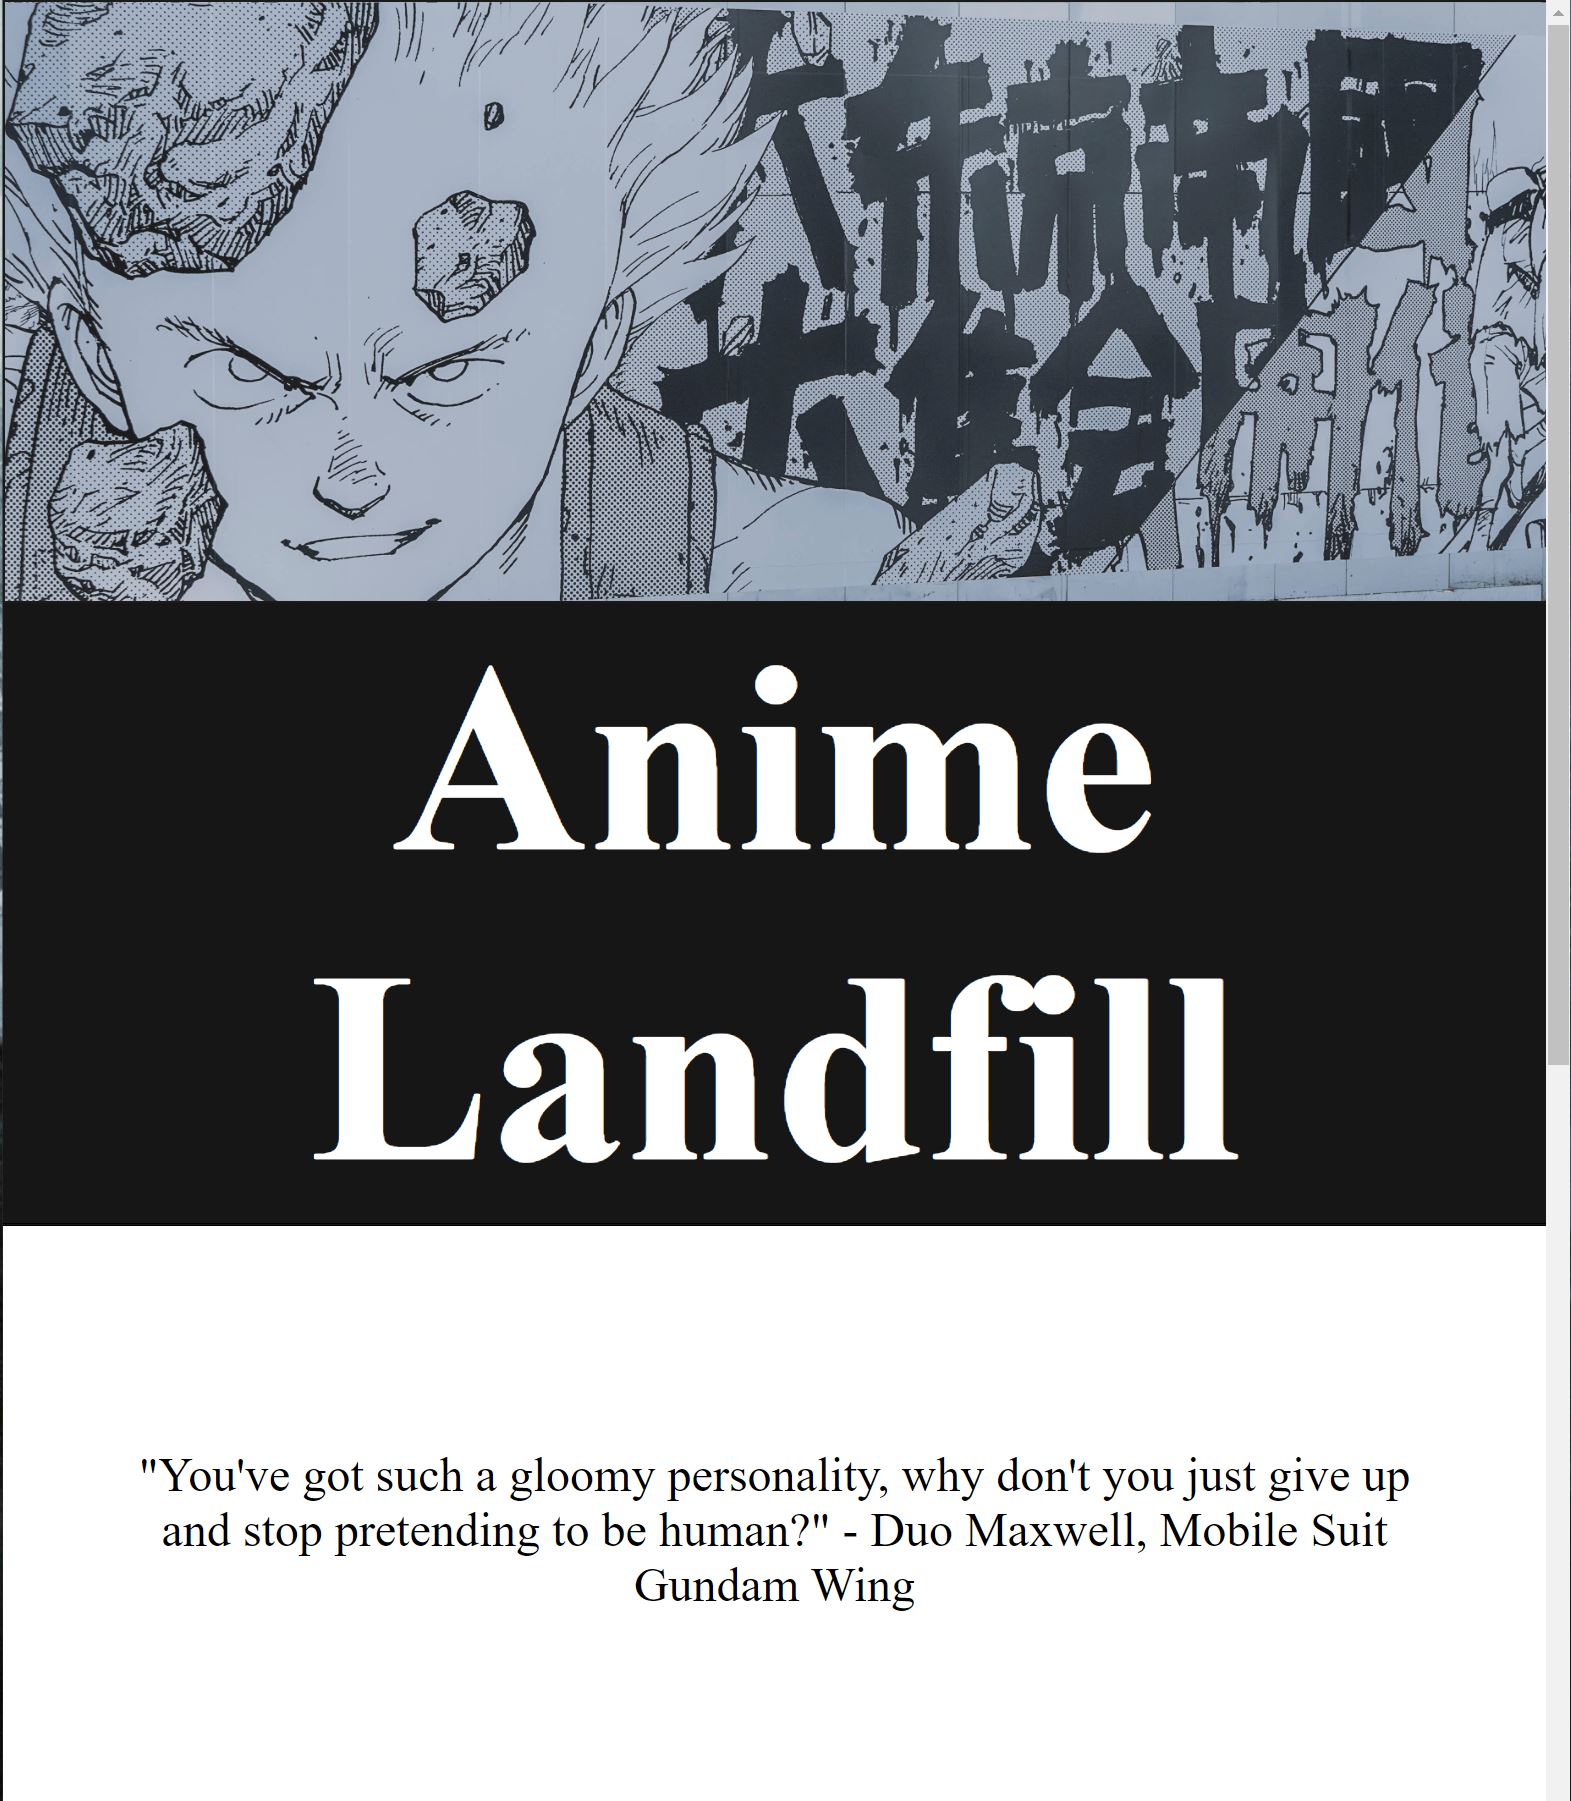 Anime
Landfill
"You've got such a gloomy personality, why don't you just give up
and stop pretending to be human?" - Duo Maxwell, Mobile Suit
Gundam Wing